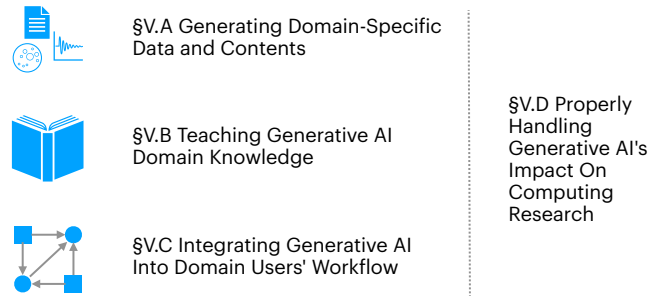 §V.A Generating Domain-Specific
Data and Contents
§V.B Teaching Generative AI
Domain Knowledge
§V.C Integrating Generative AI
Into Domain Users' Workflow
§V.D Properly
Handling
Generative AI's
Impact On
Computing
Research